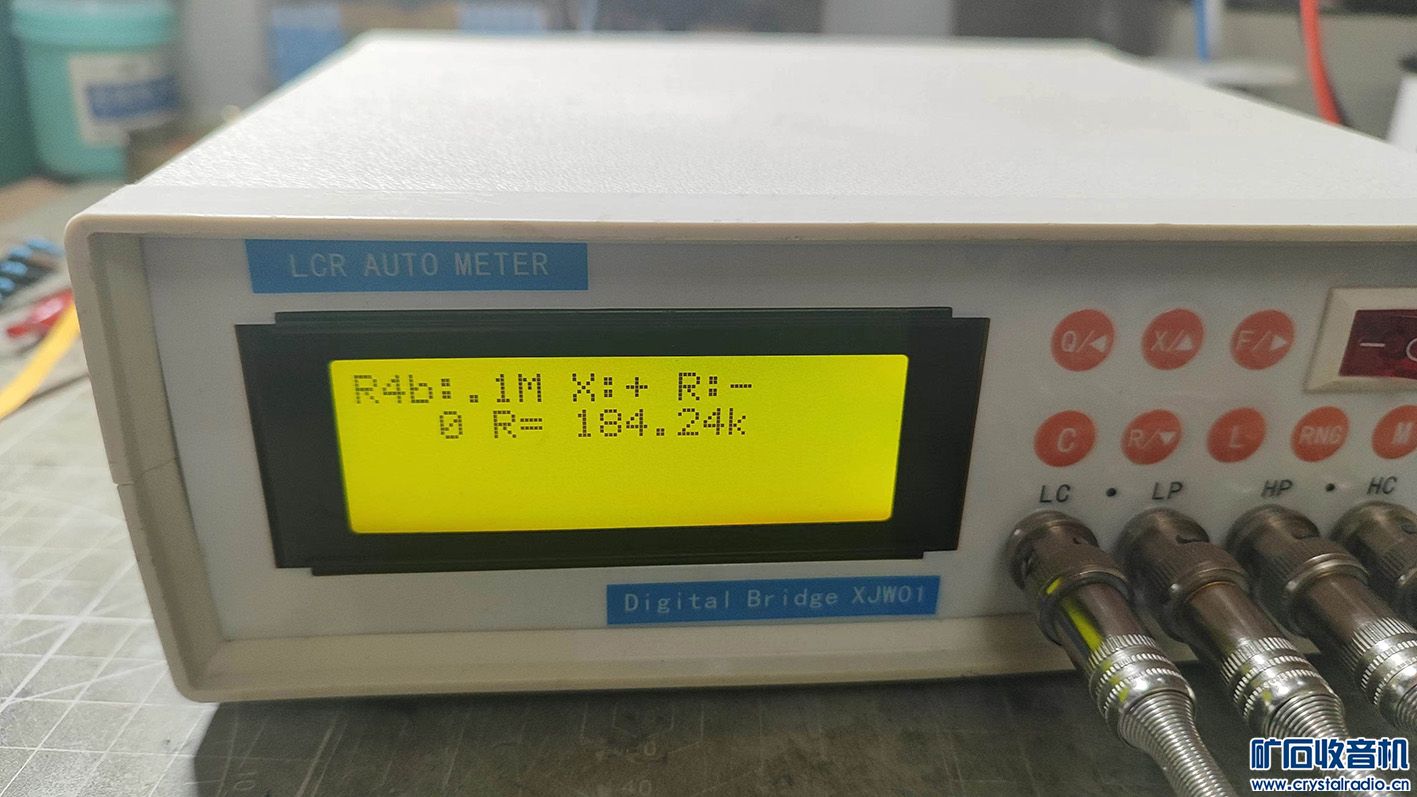 LCR AUTO METER
R4b:.1M X:+ R:-
0 R= 184.24k
Digital Bridge XJW01
Q/◀ X/▲ F/▶
C R/▼ L RNG M
LC • LP HP • HC
矿石收音机
www.crystalradio.cn